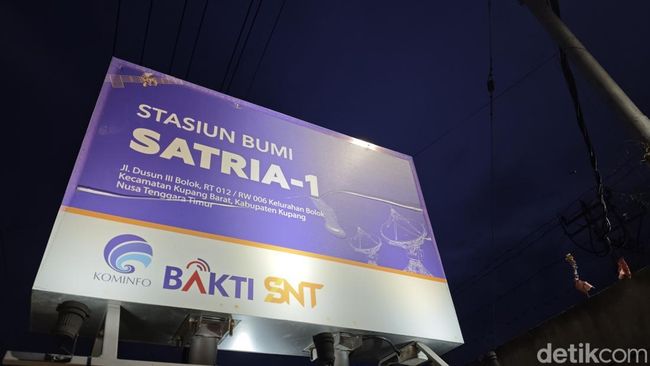 STASIUN BUMI
SATRIA-1
Jl. Dusun III Bolok, RT 012 / RW 006 Kelurahan Bolok
Kecamatan Kupang Barat, Kabupaten Kupang
Nusa Tenggara Timur
KOMINFO
BAKTI SNT
detikcom